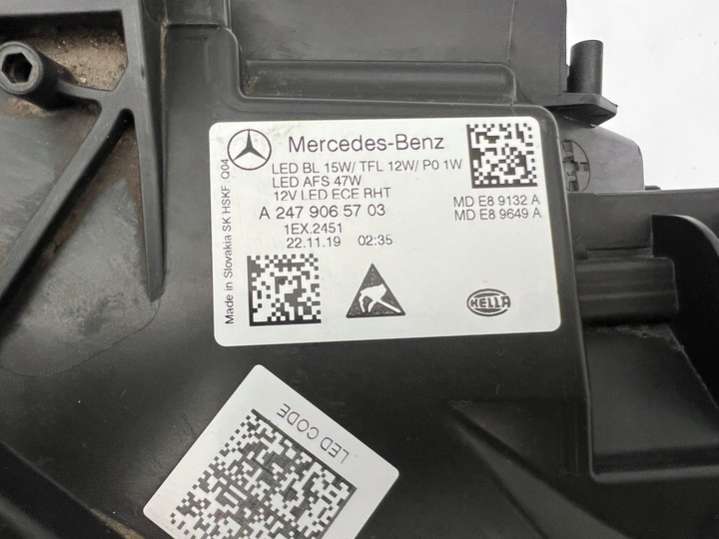 Mercedes-Benz
LED BL 15W/ TFL 12W/ P0 1W
LED AFS 47W
12V LED ECE RHT
A 247 906 57 03
1EX.2451
22.11.19 02:35
MD E8 9132 A
MD E8 9649 A
Made in Slovakia SK HSKF Q04
HELLA
LED CODE